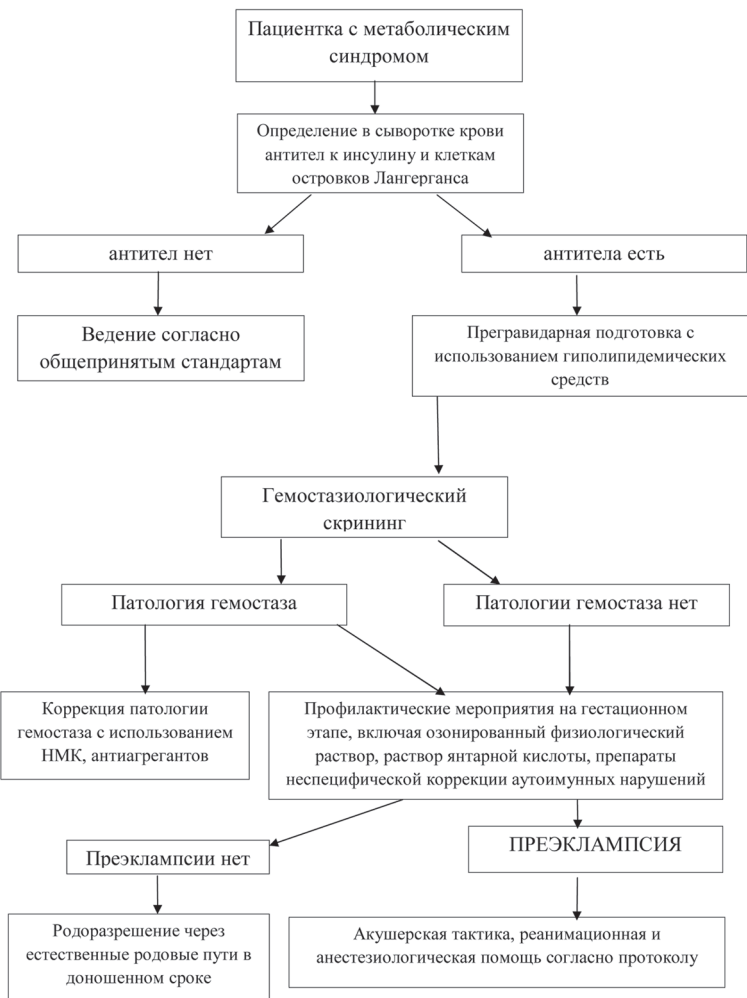 Пациентка с метаболическим
синдромом
Определение в сыворотке крови
антител к инсулину и клеткам
островков Лангерганса
антител нет
антитела есть
Ведение согласно
общепринятым стандартам
Прегравидарная подготовка с
использованием гиполипидемических
средств
Гемостазиологический
скрининг
Патология гемостаза
Патологии гемостаза нет
Коррекция патологии
гемостаза с использованием
НМК, антиагрегантов
Профилактические мероприятия на гестационном
этапе, включая озонированный физиологический
раствор, раствор янтарной кислоты, препараты
неспецифической коррекции аутоимунных нарушений
Преэклампсии нет
ПРЕЭКЛАМПСИЯ
Родоразрешение через
естественные родовые пути в
доношенном сроке
Акушерская тактика, реанимационная и
анестезиологическая помощь согласно протоколу